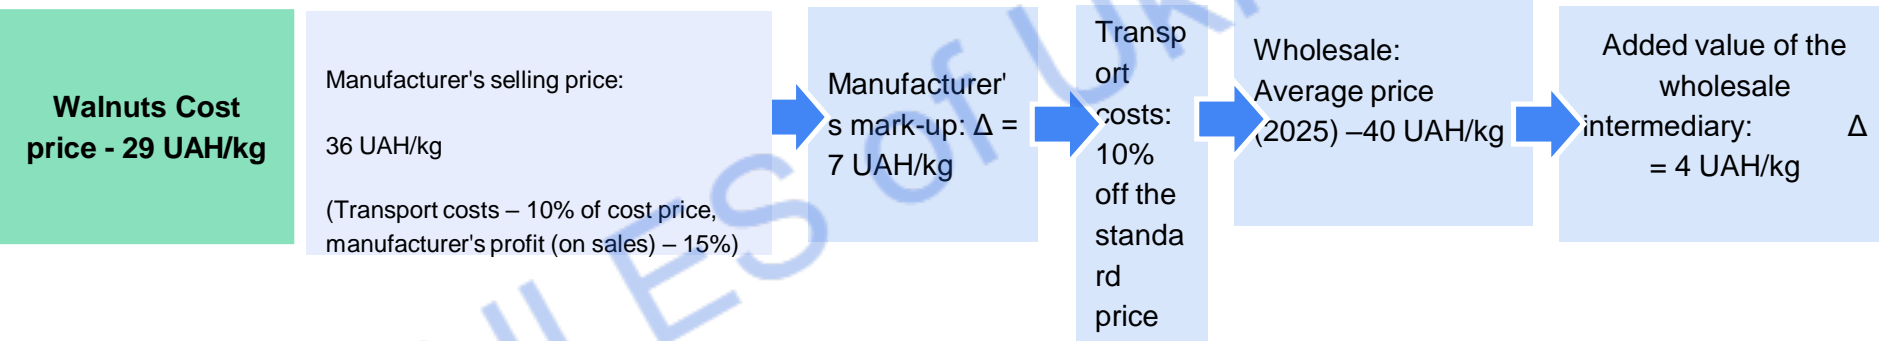 Walnuts Cost
price - 29 UAH/kg
Manufacturer's selling price:
36 UAH/kg
(Transport costs – 10% of cost price,
manufacturer's profit (on sales) – 15%)
Manufacturer'
s mark-up: Δ =
7 UAH/kg
Transp
ort
costs:
10%
off the
standa
rd
price
Wholesale:
Average price
(2025) –40 UAH/kg
Added value of the
wholesale
intermediary: Δ
= 4 UAH/kg
ES of